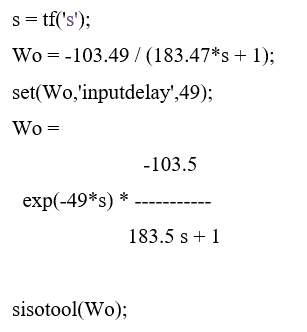 s = tf('s');
Wo = -103.49 / (183.47*s + 1);
set(Wo,'inputdelay',49);
Wo =
-103.5
exp(-49*s) * -----------
183.5 s + 1
sisotool(Wo);